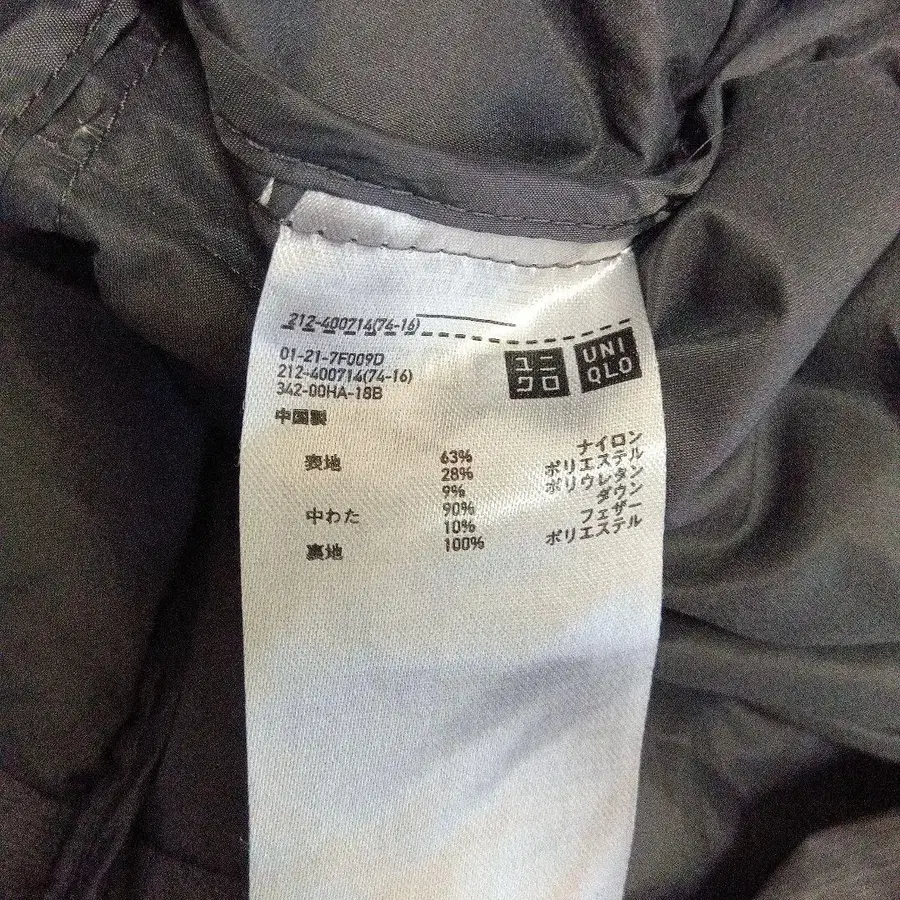 212-400714(74-16)
ユニクロ
UNIQLO
01-21-7F009D
212-400714(74-16)
342-00HA-18B
中国製
表地 63% ナイロン
28% ポリエステル
9% ポリウレタン
中わた 90% ダウン
10% フェザー
裏地 100% ポリエステル